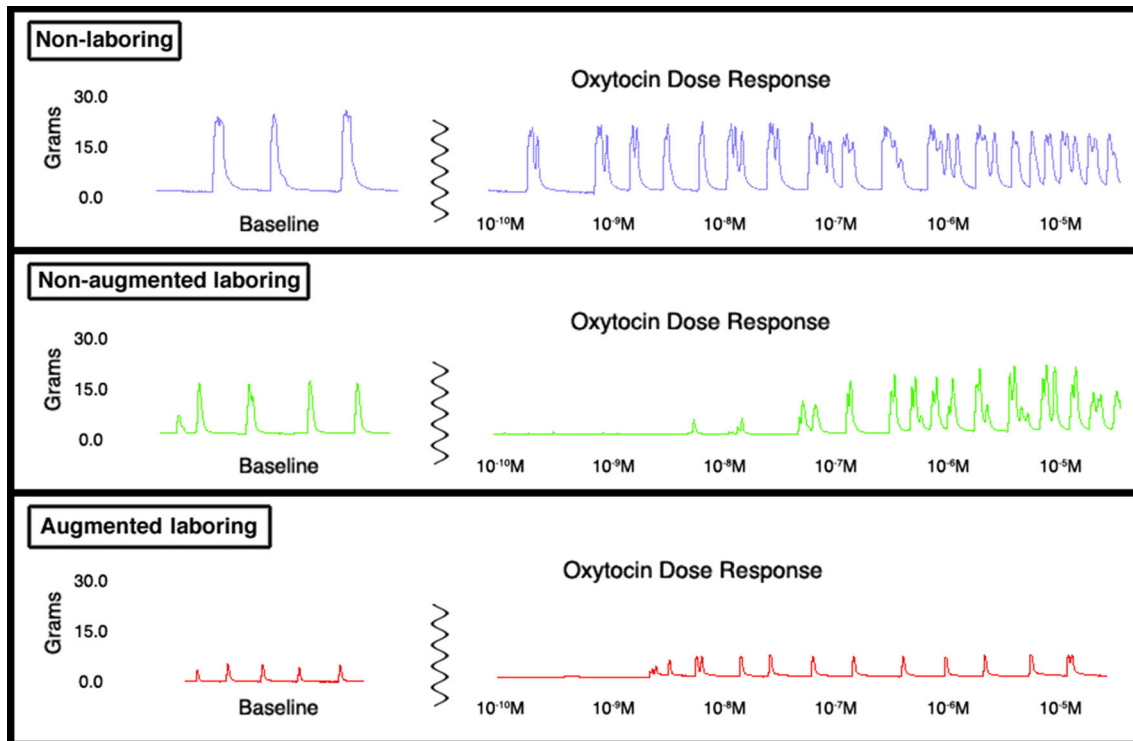 Non-laboring
Oxytocin Dose Response
Grams
30.0
15.0
0.0
Baseline
10⁻¹⁰M 10⁻⁹M 10⁻⁸M 10⁻⁷M 10⁻⁶M 10⁻⁵M
Non-augmented laboring
Oxytocin Dose Response
Grams
30.0
15.0
0.0
Baseline
10⁻¹⁰M 10⁻⁹M 10⁻⁸M 10⁻⁷M 10⁻⁶M 10⁻⁵M
Augmented laboring
Oxytocin Dose Response
Grams
30.0
15.0
0.0
Baseline
10⁻¹⁰M 10⁻⁹M 10⁻⁸M 10⁻⁷M 10⁻⁶M 10⁻⁵M